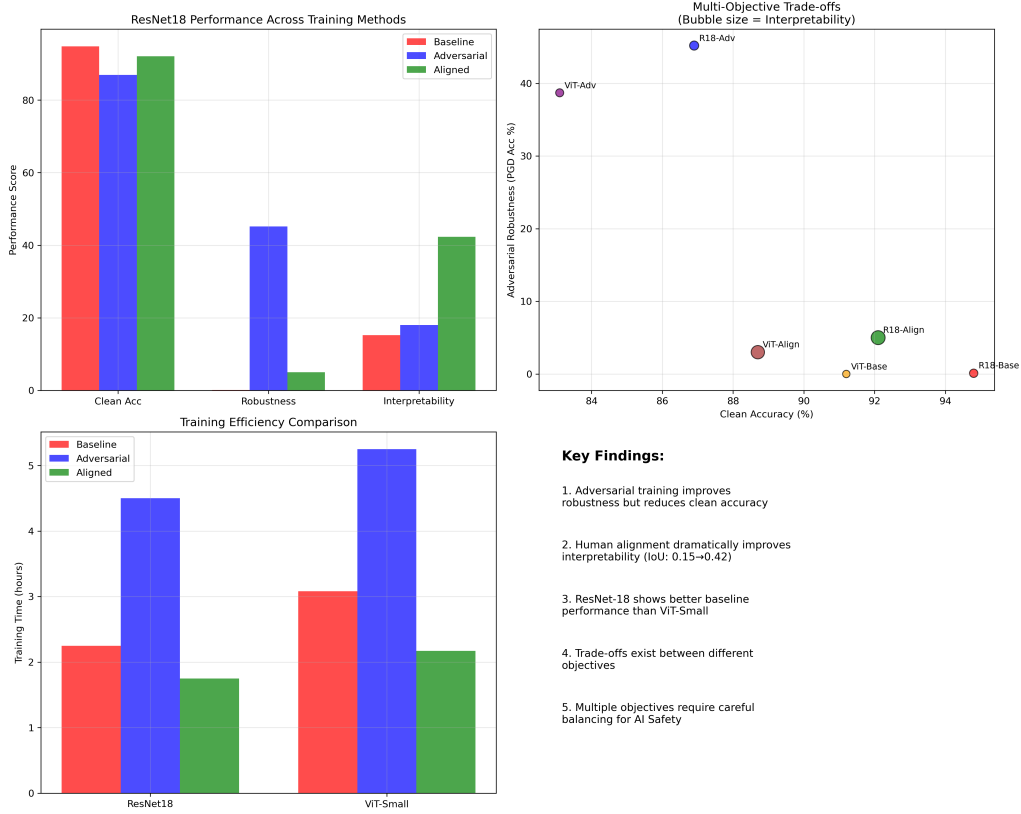 ResNet18 Performance Across Training Methods
Performance Score
80
60
40
20
0
Baseline
Adversarial
Aligned
Clean Acc
Robustness
Interpretability
Multi-Objective Trade-offs
(Bubble size = Interpretability)
Adversarial Robustness (PGD Acc %)
40
30
20
10
0
R18-Adv
ViT-Adv
R18-Align
ViT-Align
ViT-Base
R18-Base
84
86
88
90
92
94
Clean Accuracy (%)
Training Efficiency Comparison
Training Time (hours)
5
4
3
2
1
0
Baseline
Adversarial
Aligned
ResNet18
ViT-Small
Key Findings:
1. Adversarial training improves
robustness but reduces clean accuracy
2. Human alignment dramatically improves
interpretability (IoU: 0.15→0.42)
3. ResNet-18 shows better baseline
performance than ViT-Small
4. Trade-offs exist between different
objectives
5. Multiple objectives require careful
balancing for AI Safety